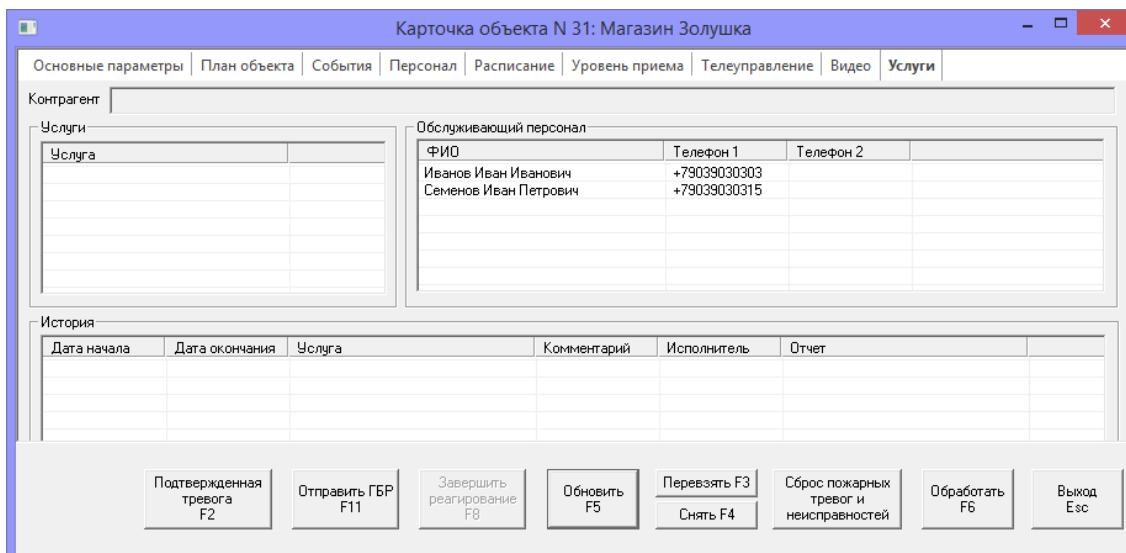 Карточка объекта N 31: Магазин Золушка
Основные параметры План объекта События Персонал Расписание Уровень приема Телеуправление Видео Услуги
Контрагент
Услуги
Услуга
Обслуживающий персонал
ФИО Телефон 1 Телефон 2
Иванов Иван Иванович +79039030303
Семенов Иван Петрович +79039030315
История
Дата начала Дата окончания Услуга Комментарий Исполнитель Отчет
Подтвержденная
тревога
F2
Отправить ГБР
F11
Завершить
реагирование
F8
Обновить
F5
Перевзять F3
Снять F4
Сброс пожарных
тревог и
неисправностей
Обработать
F6
Выход
Esc